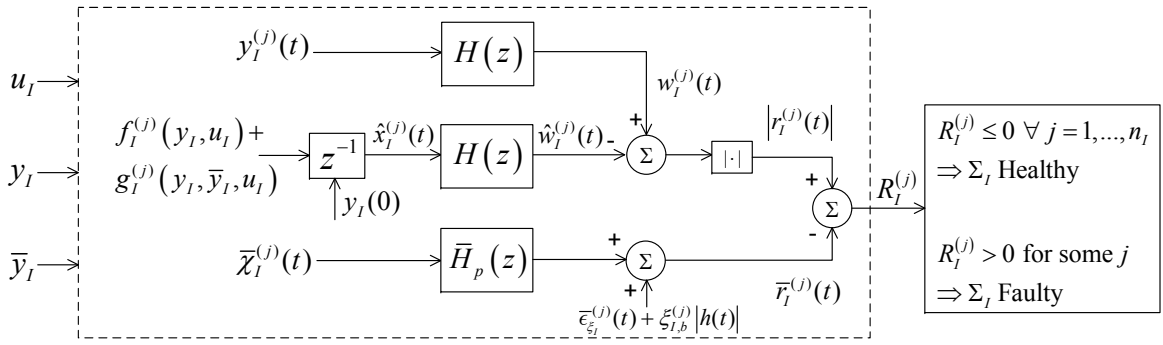 u_I
y_I
ȳ_I
y_I^{(j)}(t)
H(z)
w_I^{(j)}(t)
f_I^{(j)}(y_I, u_I) +
g_I^{(j)}(y_I, ȳ_I, u_I)
z^{-1}
y_I(0)
x̂_I^{(j)}(t)
H(z)
ŵ_I^{(j)}(t)
-
+
Σ
|·|
|r_I^{(j)}(t)|
χ̄_I^{(j)}(t)
H̄_p(z)
+
Σ
+
ε̄_{ξ_I}^{(j)}(t) + ξ_{I,b}^{(j)} |h(t)|
r̄_I^{(j)}(t)
+
Σ
-
R_I^{(j)}
R_I^{(j)} ≤ 0 ∀ j = 1,...,n_I
⇒ Σ_I Healthy
R_I^{(j)} > 0 for some j
⇒ Σ_I Faulty